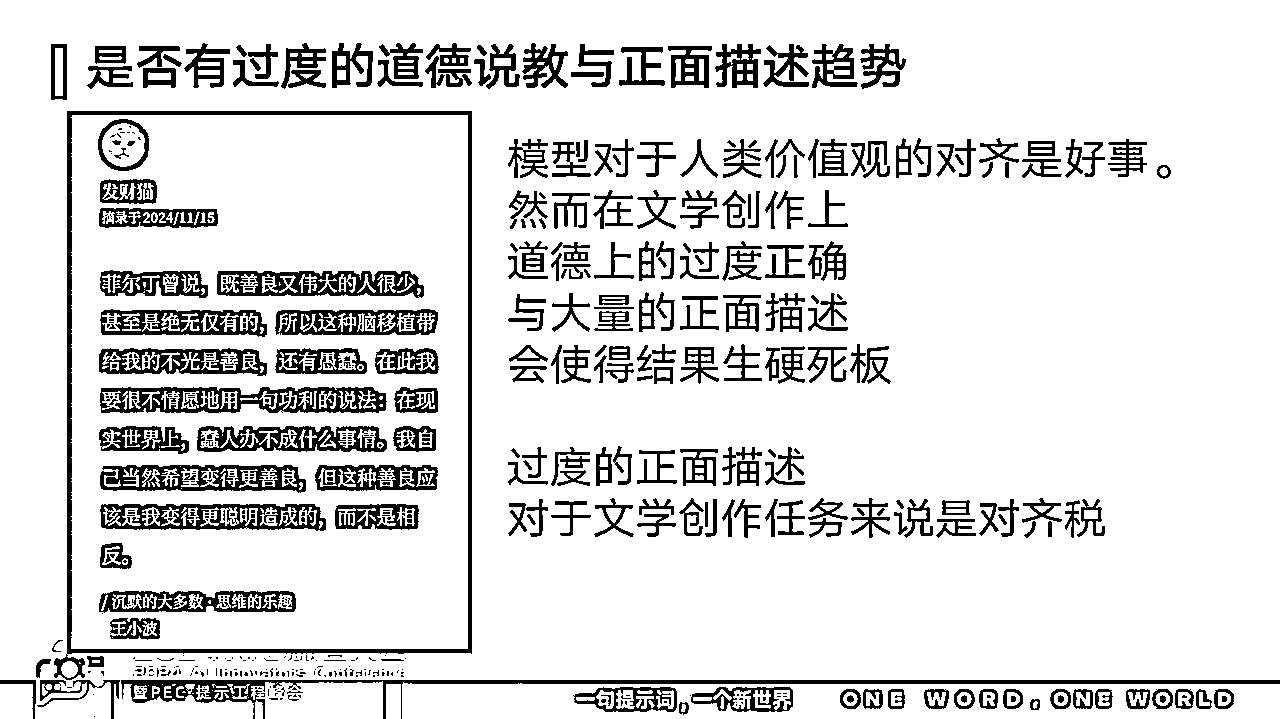 是否有过度的道德说教与正面描述趋势
发财猫
摘录于2024/11/15
菲尔丁曾说，既善良又伟大的人很少，
甚至是绝无仅有的，所以这种脑移植带
给我的不光是善良，还有愚蠢。在此我
要很不情愿地用一句功利的说法：在现
实世界上，蠢人办不成什么事情。我自
己当然希望变得更善良，但这种善良应
该是我变得更聪明造成的，而不是相
反。
/沉默的大多数·思维的乐趣
王小波
模型对于人类价值观的对齐是好事。
然而在文学创作上
道德上的过度正确
与大量的正面描述
会使得结果生硬死板
过度的正面描述
对于文学创作任务来说是对齐税
暨PEC·提示工程峰会
一句提示词，一个新世界
ONE WORD，ONE WORLD